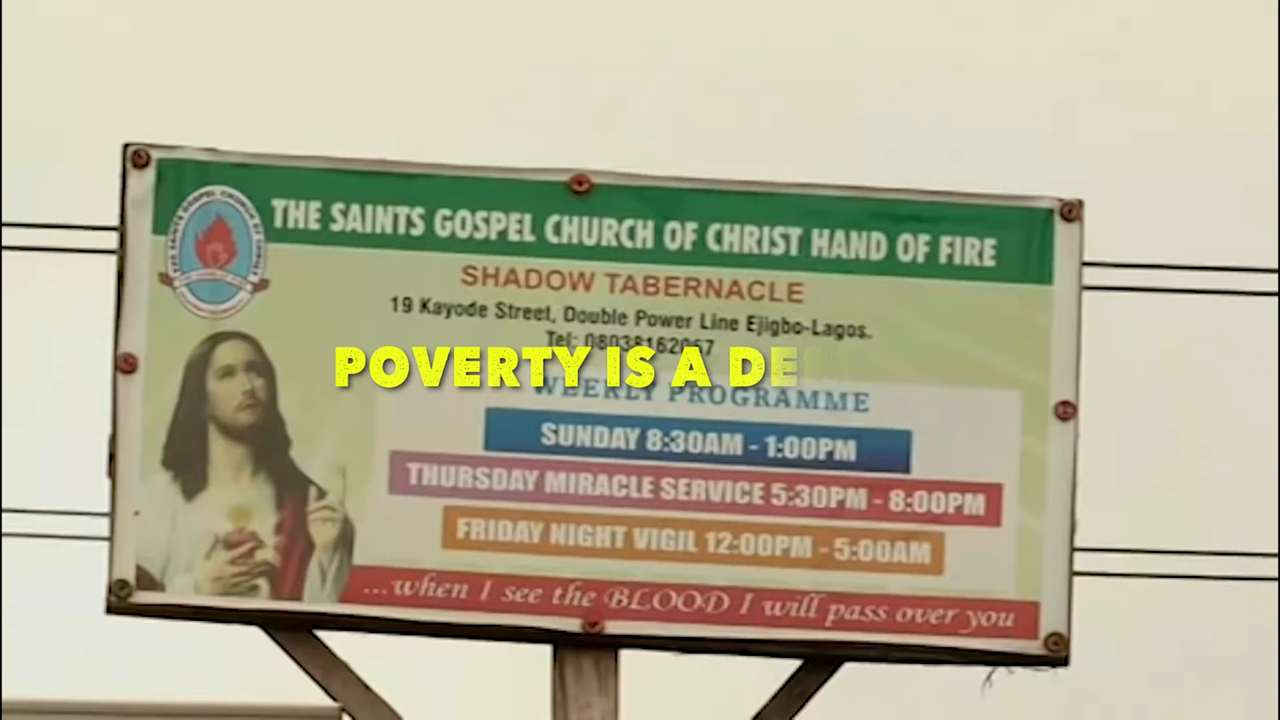 THE SAINTS GOSPEL CHURCH OF CHRIST HAND OF FIRE
SHADOW TABERNACLE
19 Kayode Street, Double Power Line Ejigbo-Lagos.
Tel: 08038162067
POVERTY IS A DE
WEEKLY PROGRAMME
SUNDAY 8:30AM - 1:00PM
THURSDAY MIRACLE SERVICE 5:30PM - 8:00PM
FRIDAY NIGHT VIGIL 12:00PM - 5:00AM
...when I see the BLOOD I will pass over you